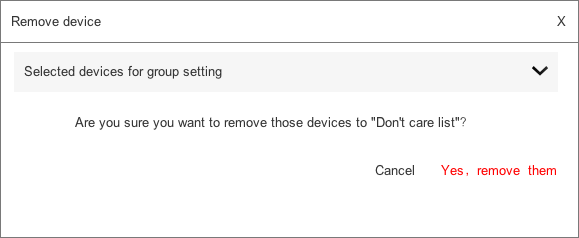 Remove device X
Selected devices for group setting
Are you sure you want to remove those devices to "Don't care list"?
Cancel Yes, remove them